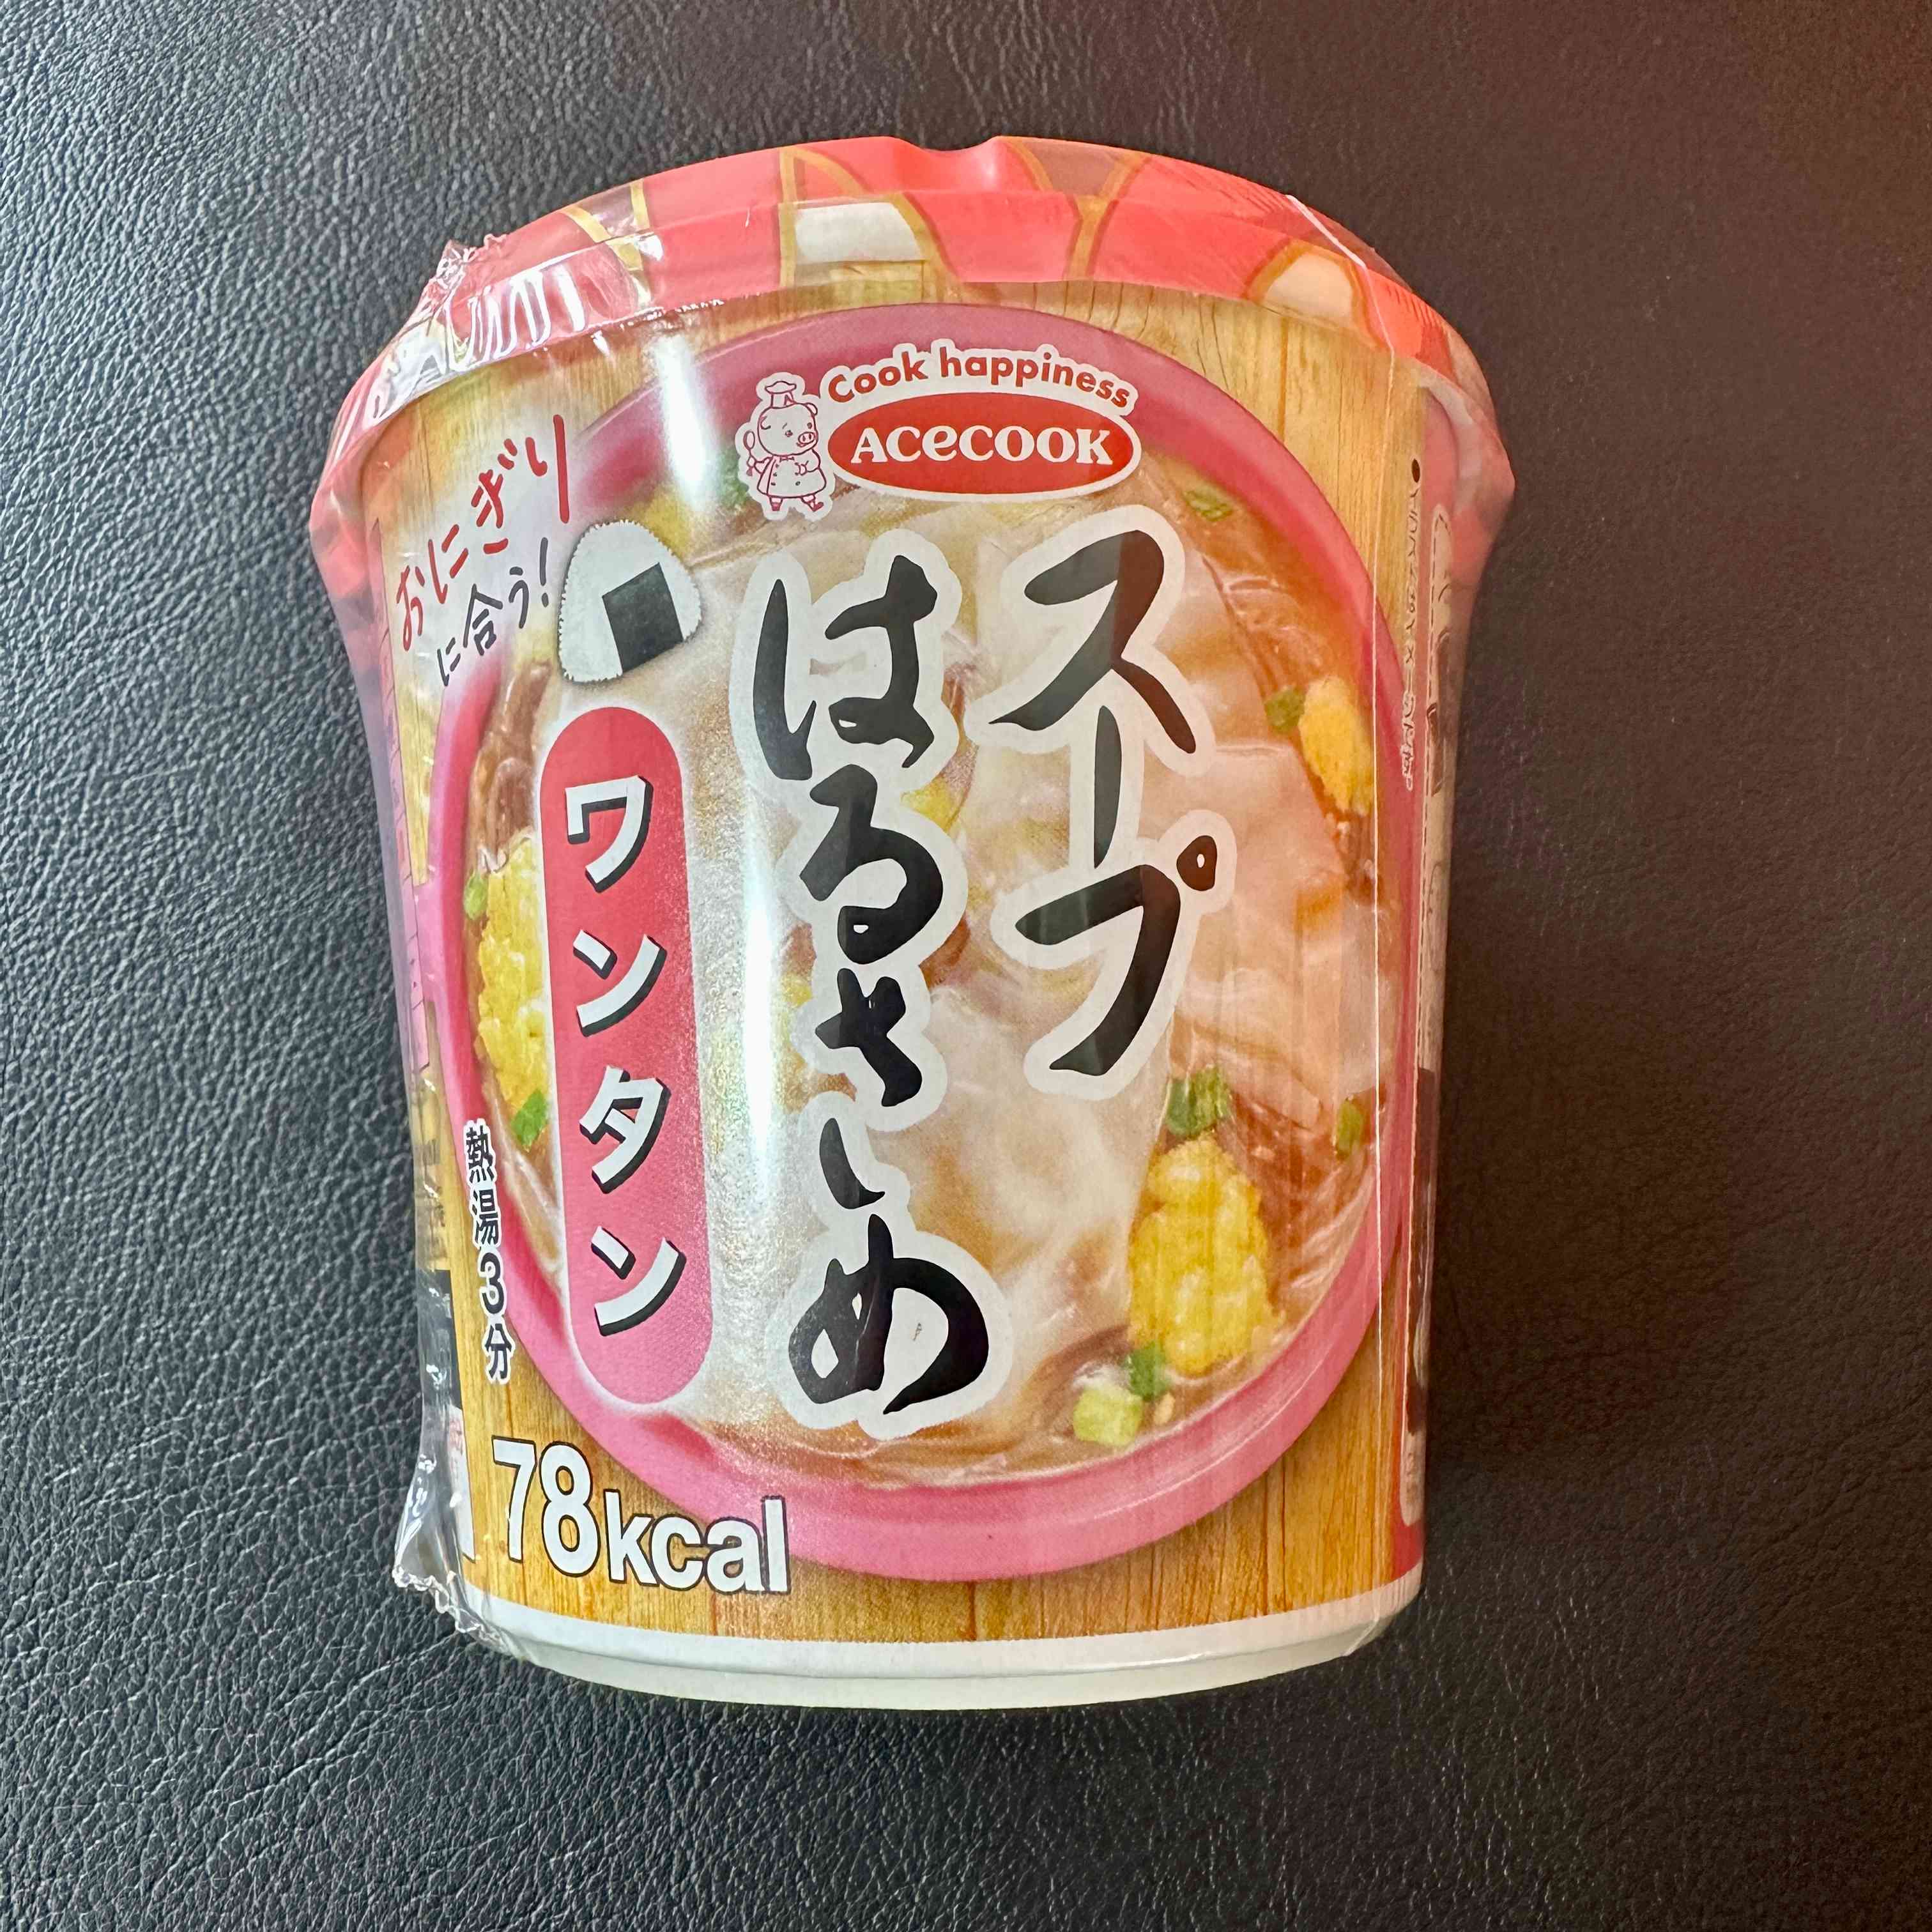 Cook happiness
ACECOOK
スープ
はるさめ
ワンタン
おにぎり
に合う!
熱湯3分
78kcal